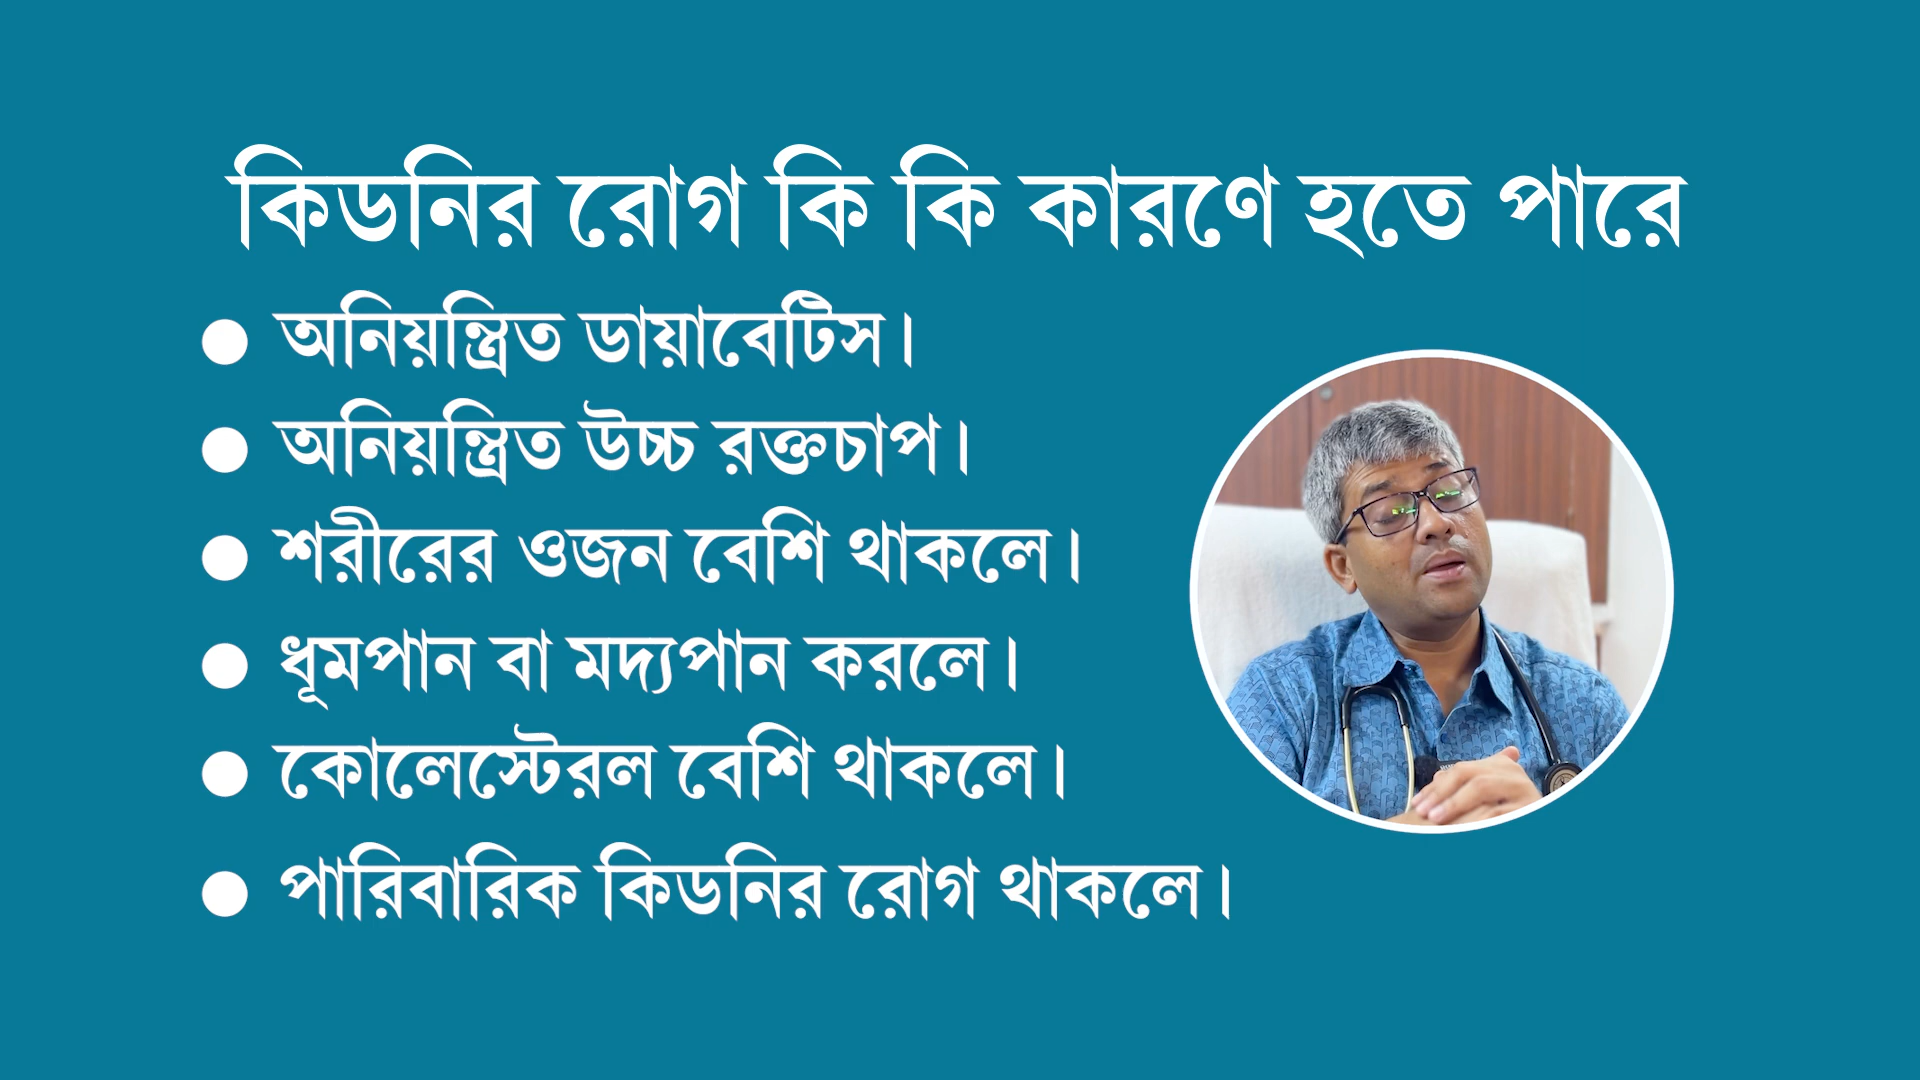 কিডনির রোগ কি কি কারণে হতে পারে
● অনিয়ন্ত্রিত ডায়াবেটিস।
● অনিয়ন্ত্রিত উচ্চ রক্তচাপ।
● শরীরের ওজন বেশি থাকলে।
● ধূমপান বা মদ্যপান করলে।
● কোলেস্টেরল বেশি থাকলে।
● পারিবারিক কিডনির রোগ থাকলে।